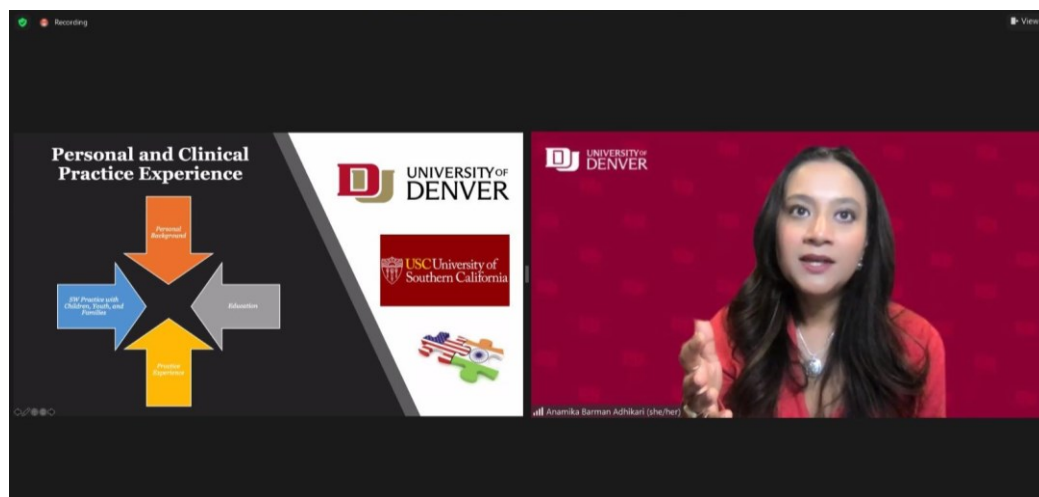 Recording
View
Personal and Clinical
Practice Experience
Personal
Background
SW Practice with
Children, Youth, and
Families
Education
Practice
Experience
UNIVERSITY OF
DENVER
USC University of
Southern California
UNIVERSITY OF
DENVER
Anamika Barman Adhikari (she/her)